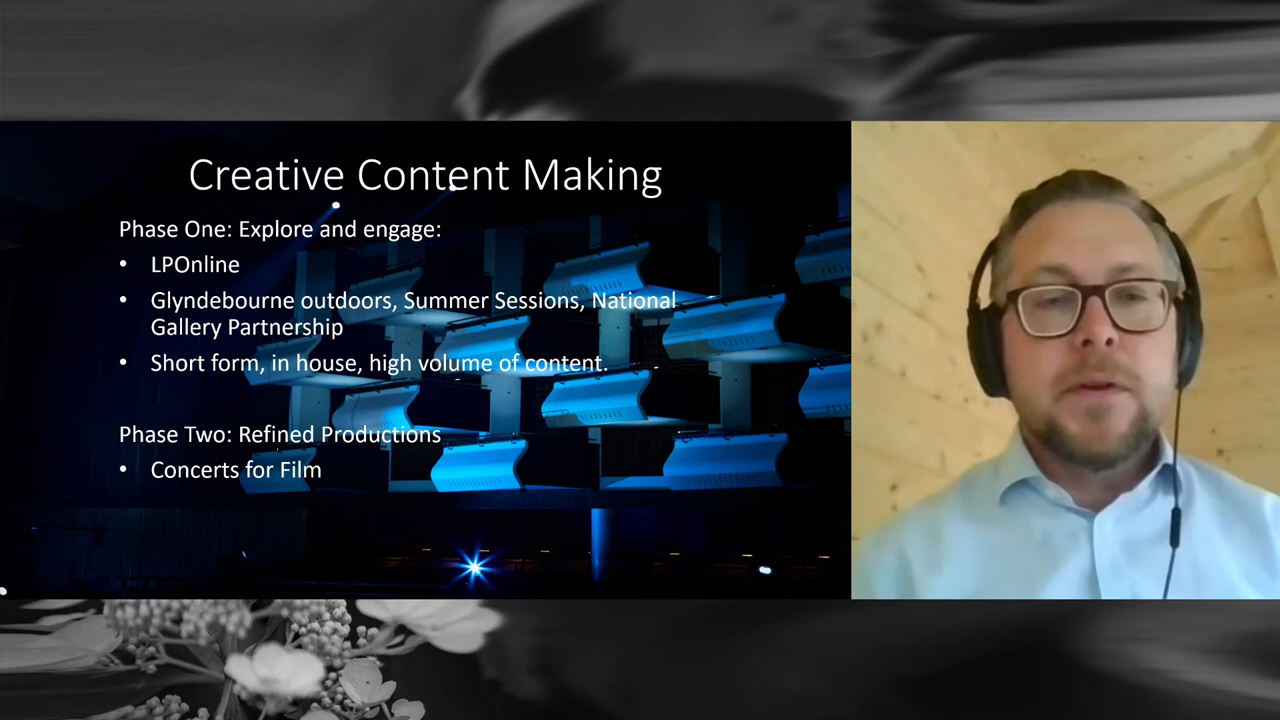 Creative Content Making
Phase One: Explore and engage:
• LPOnline
• Glyndebourne outdoors, Summer Sessions, National
Gallery Partnership
• Short form, in house, high volume of content.
Phase Two: Refined Productions
• Concerts for Film